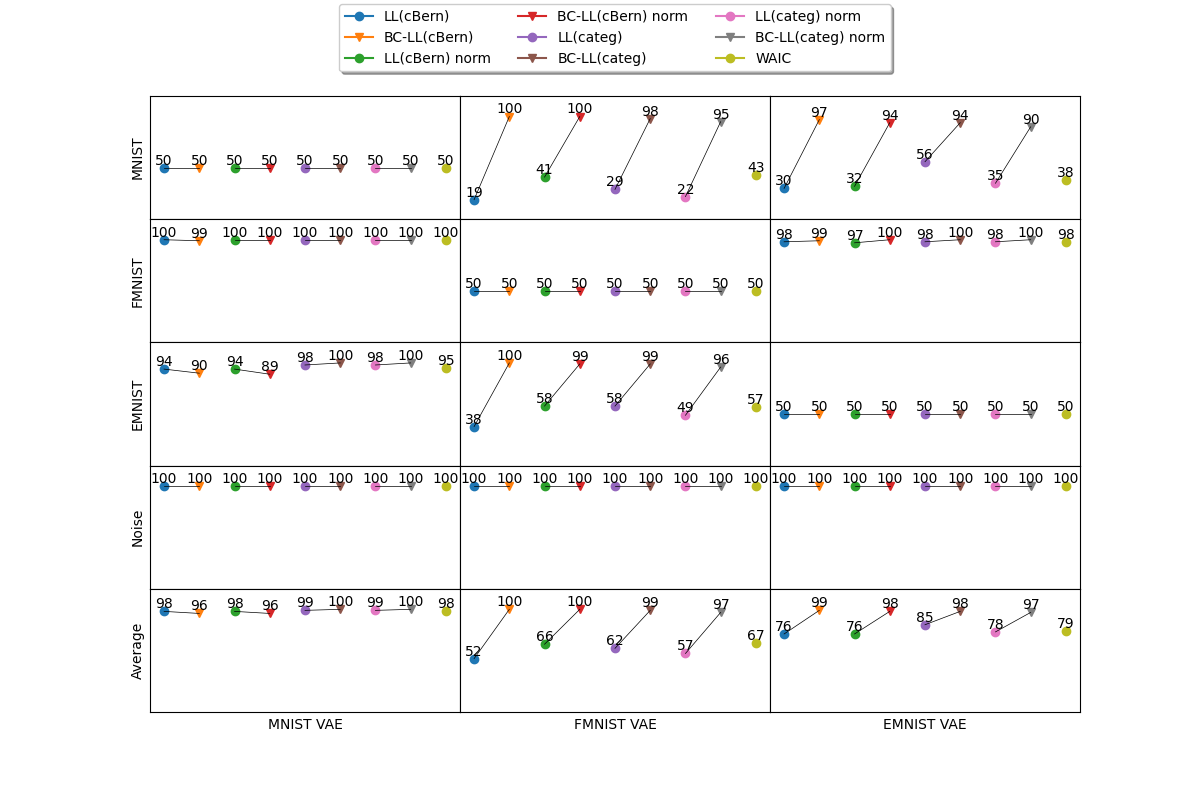 LL(cBern) BC-LL(cBern) norm LL(categ) norm
BC-LL(cBern) LL(categ) BC-LL(categ) norm
LL(cBern) norm BC-LL(categ) WAIC
MNIST
50 50 50 50 50 50 50 50 50
19 100 41 100 29 98 22 95 43
30 97 32 94 56 94 35 90 38
FMNIST
100 99 100 100 100 100 100 100 100
50 50 50 50 50 50 50 50 50
98 99 97 100 98 100 98 100 98
EMNIST
94 90 94 89 98 100 98 100 95
38 100 58 99 58 99 49 96 57
50 50 50 50 50 50 50 50 50
Noise
100 100 100 100 100 100 100 100 100
100 100 100 100 100 100 100 100 100
100 100 100 100 100 100 100 100 100
Average
98 96 98 96 99 100 99 100 98
52 100 66 100 62 99 57 97 67
76 99 76 98 85 98 78 97 79
MNIST VAE FMNIST VAE EMNIST VAE